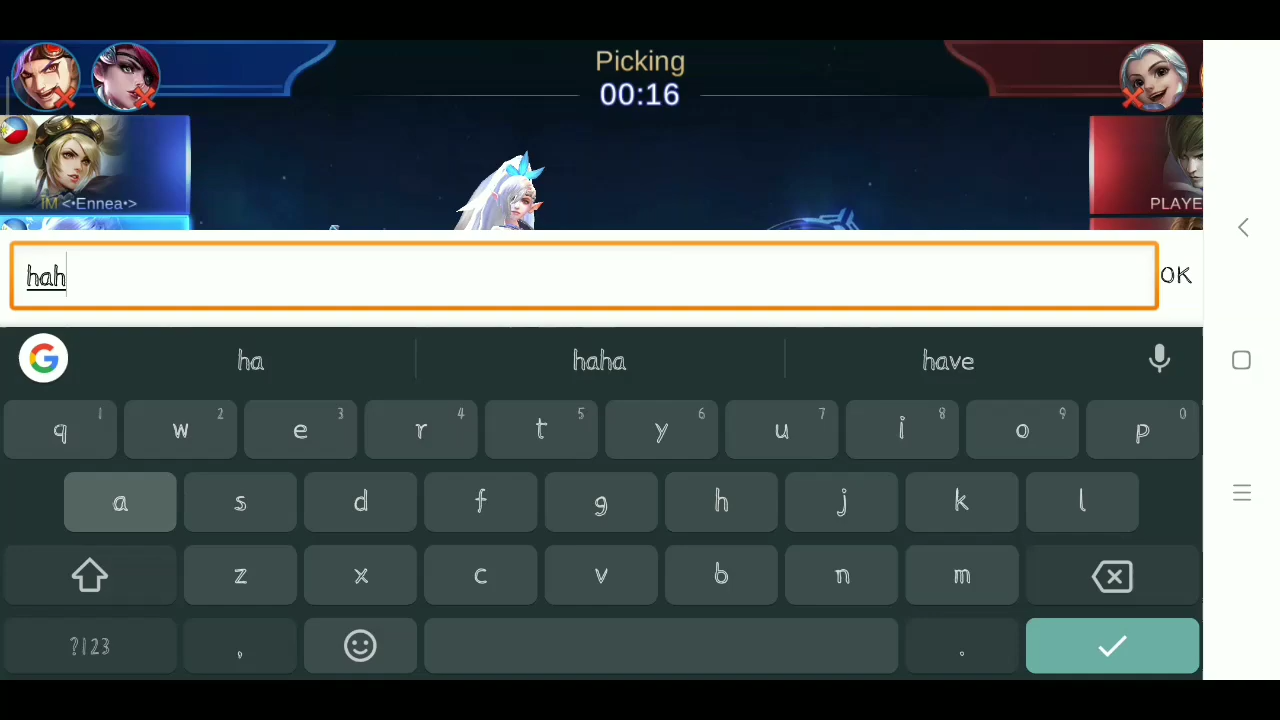 Picking
00:16
IM <•Ennea•>
PLAYE
hah
OK
G
ha haha have
q 1 w 2 e 3 r 4 t 5 y 6 u 7 i 8 o 9 p 0
a s d f g h j k l
z x c v b n m
?123 , .